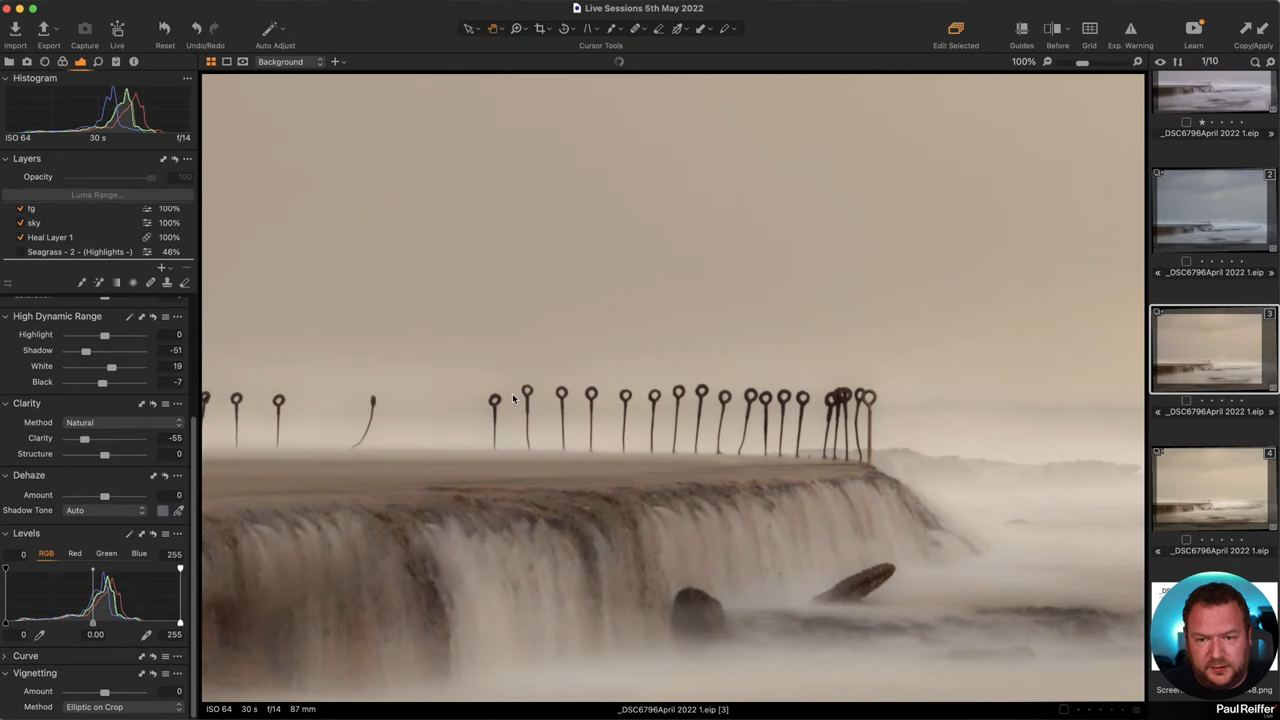 Live Sessions 5th May 2022
Import
Export
Capture
Live
Reset
Undo/Redo
Auto Adjust
Cursor Tools
Edit Selected
Guides
Before
Grid
Exp. Warning
Learn
Copy/Apply
Background
100%
1/10
Histogram
ISO 64
30 s
f/14
Layers
Opacity
100
Luma Range...
fg
100%
sky
100%
Heal Layer 1
100%
Seagrass - 2 - (Highlights -)
46%
High Dynamic Range
Highlight
0
Shadow
-51
White
19
Black
-7
Clarity
Method
Natural
Clarity
-55
Structure
0
Dehaze
Amount
0
Shadow Tone
Auto
Levels
0
RGB
Red
Green
Blue
255
0
0.00
255
Curve
Vignetting
Amount
0
Method
Elliptic on Crop
ISO 64
30 s
f/14
87 mm
_DSC6796April 2022 1.eip [3]
_DSC6796April 2022 1.eip
2
_DSC6796April 2022 1.eip
3
_DSC6796April 2022 1.eip
4
_DSC6796April 2022 1.eip
Paul Reiffer Live